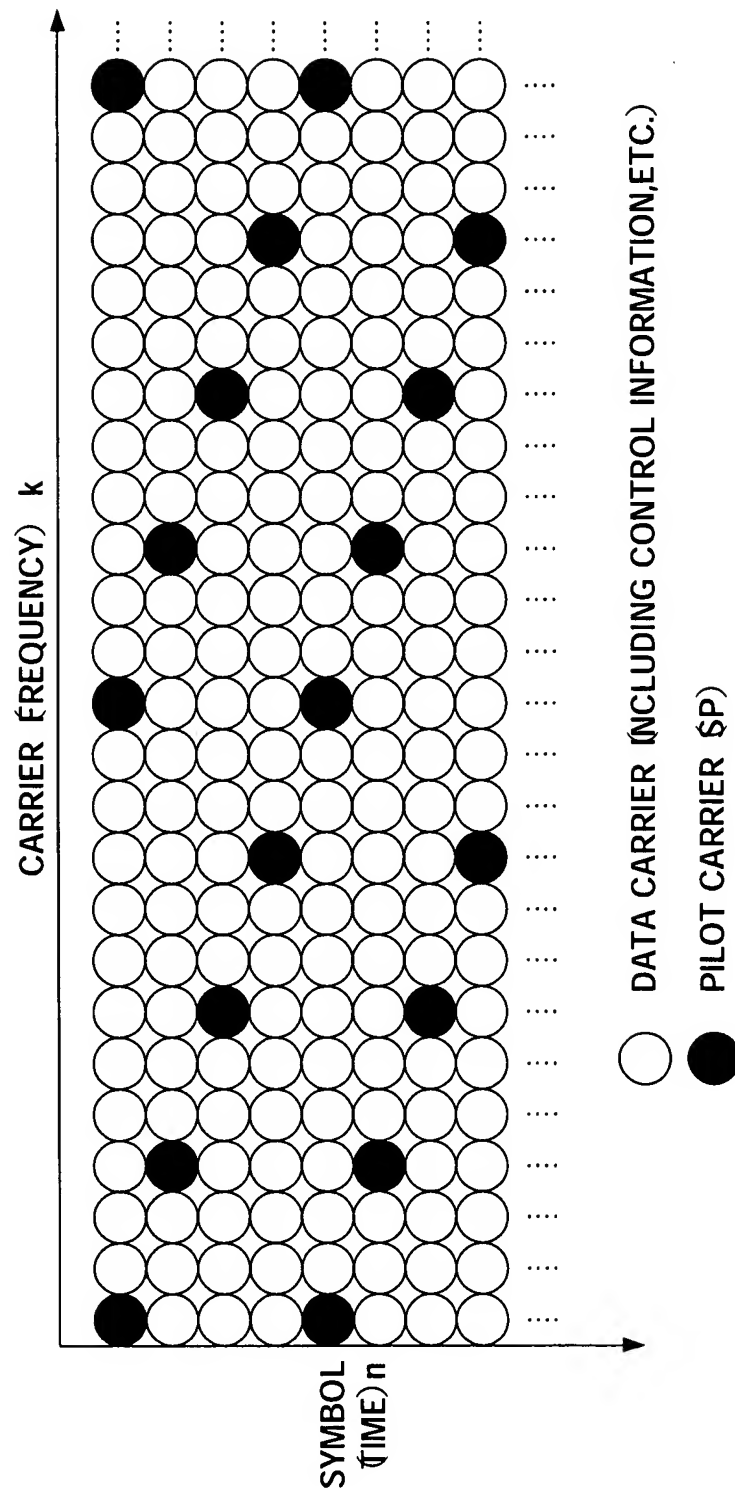 CARRIER (FREQUENCY) k
SYMBOL
(TIME) n
DATA CARRIER (INCLUDING CONTROL INFORMATION,ETC.)
PILOT CARRIER (SP)